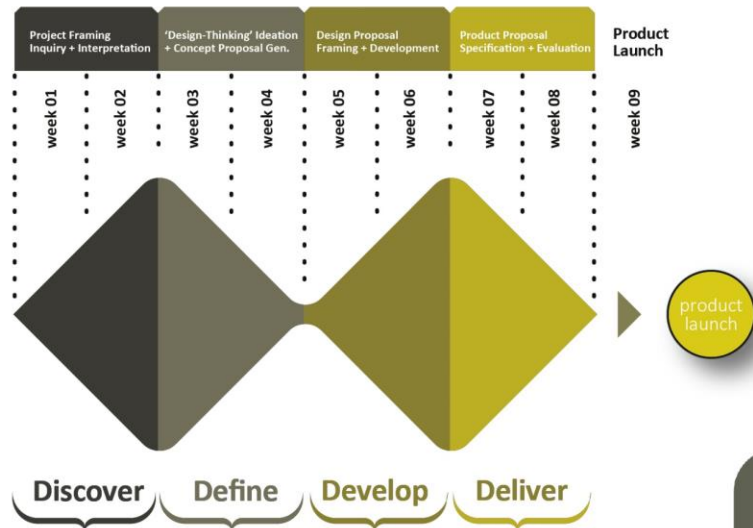 Project Framing
Inquiry + Interpretation
‘Design-Thinking’ Ideation
+ Concept Proposal Gen.
Design Proposal
Framing + Development
Product Proposal
Specification + Evaluation
Product
Launch
week 01
week 02
week 03
week 04
week 05
week 06
week 07
week 08
week 09
product
launch
Discover
Define
Develop
Deliver